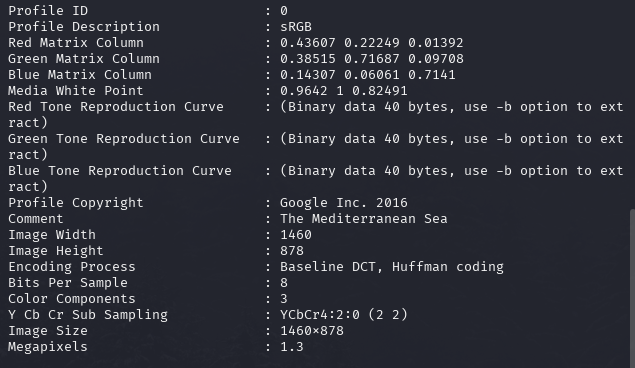 Profile ID                      : 0
Profile Description             : sRGB
Red Matrix Column               : 0.43607 0.22249 0.01392
Green Matrix Column             : 0.38515 0.71687 0.09708
Blue Matrix Column              : 0.14307 0.06061 0.7141
Media White Point               : 0.9642 1 0.82491
Red Tone Reproduction Curve     : (Binary data 40 bytes, use -b option to ext
ract)
Green Tone Reproduction Curve   : (Binary data 40 bytes, use -b option to ext
ract)
Blue Tone Reproduction Curve    : (Binary data 40 bytes, use -b option to ext
ract)
Profile Copyright               : Google Inc. 2016
Comment                         : The Mediterranean Sea
Image Width                     : 1460
Image Height                    : 878
Encoding Process                : Baseline DCT, Huffman coding
Bits Per Sample                 : 8
Color Components                : 3
Y Cb Cr Sub Sampling            : YCbCr4:2:0 (2 2)
Image Size                      : 1460×878
Megapixels                      : 1.3